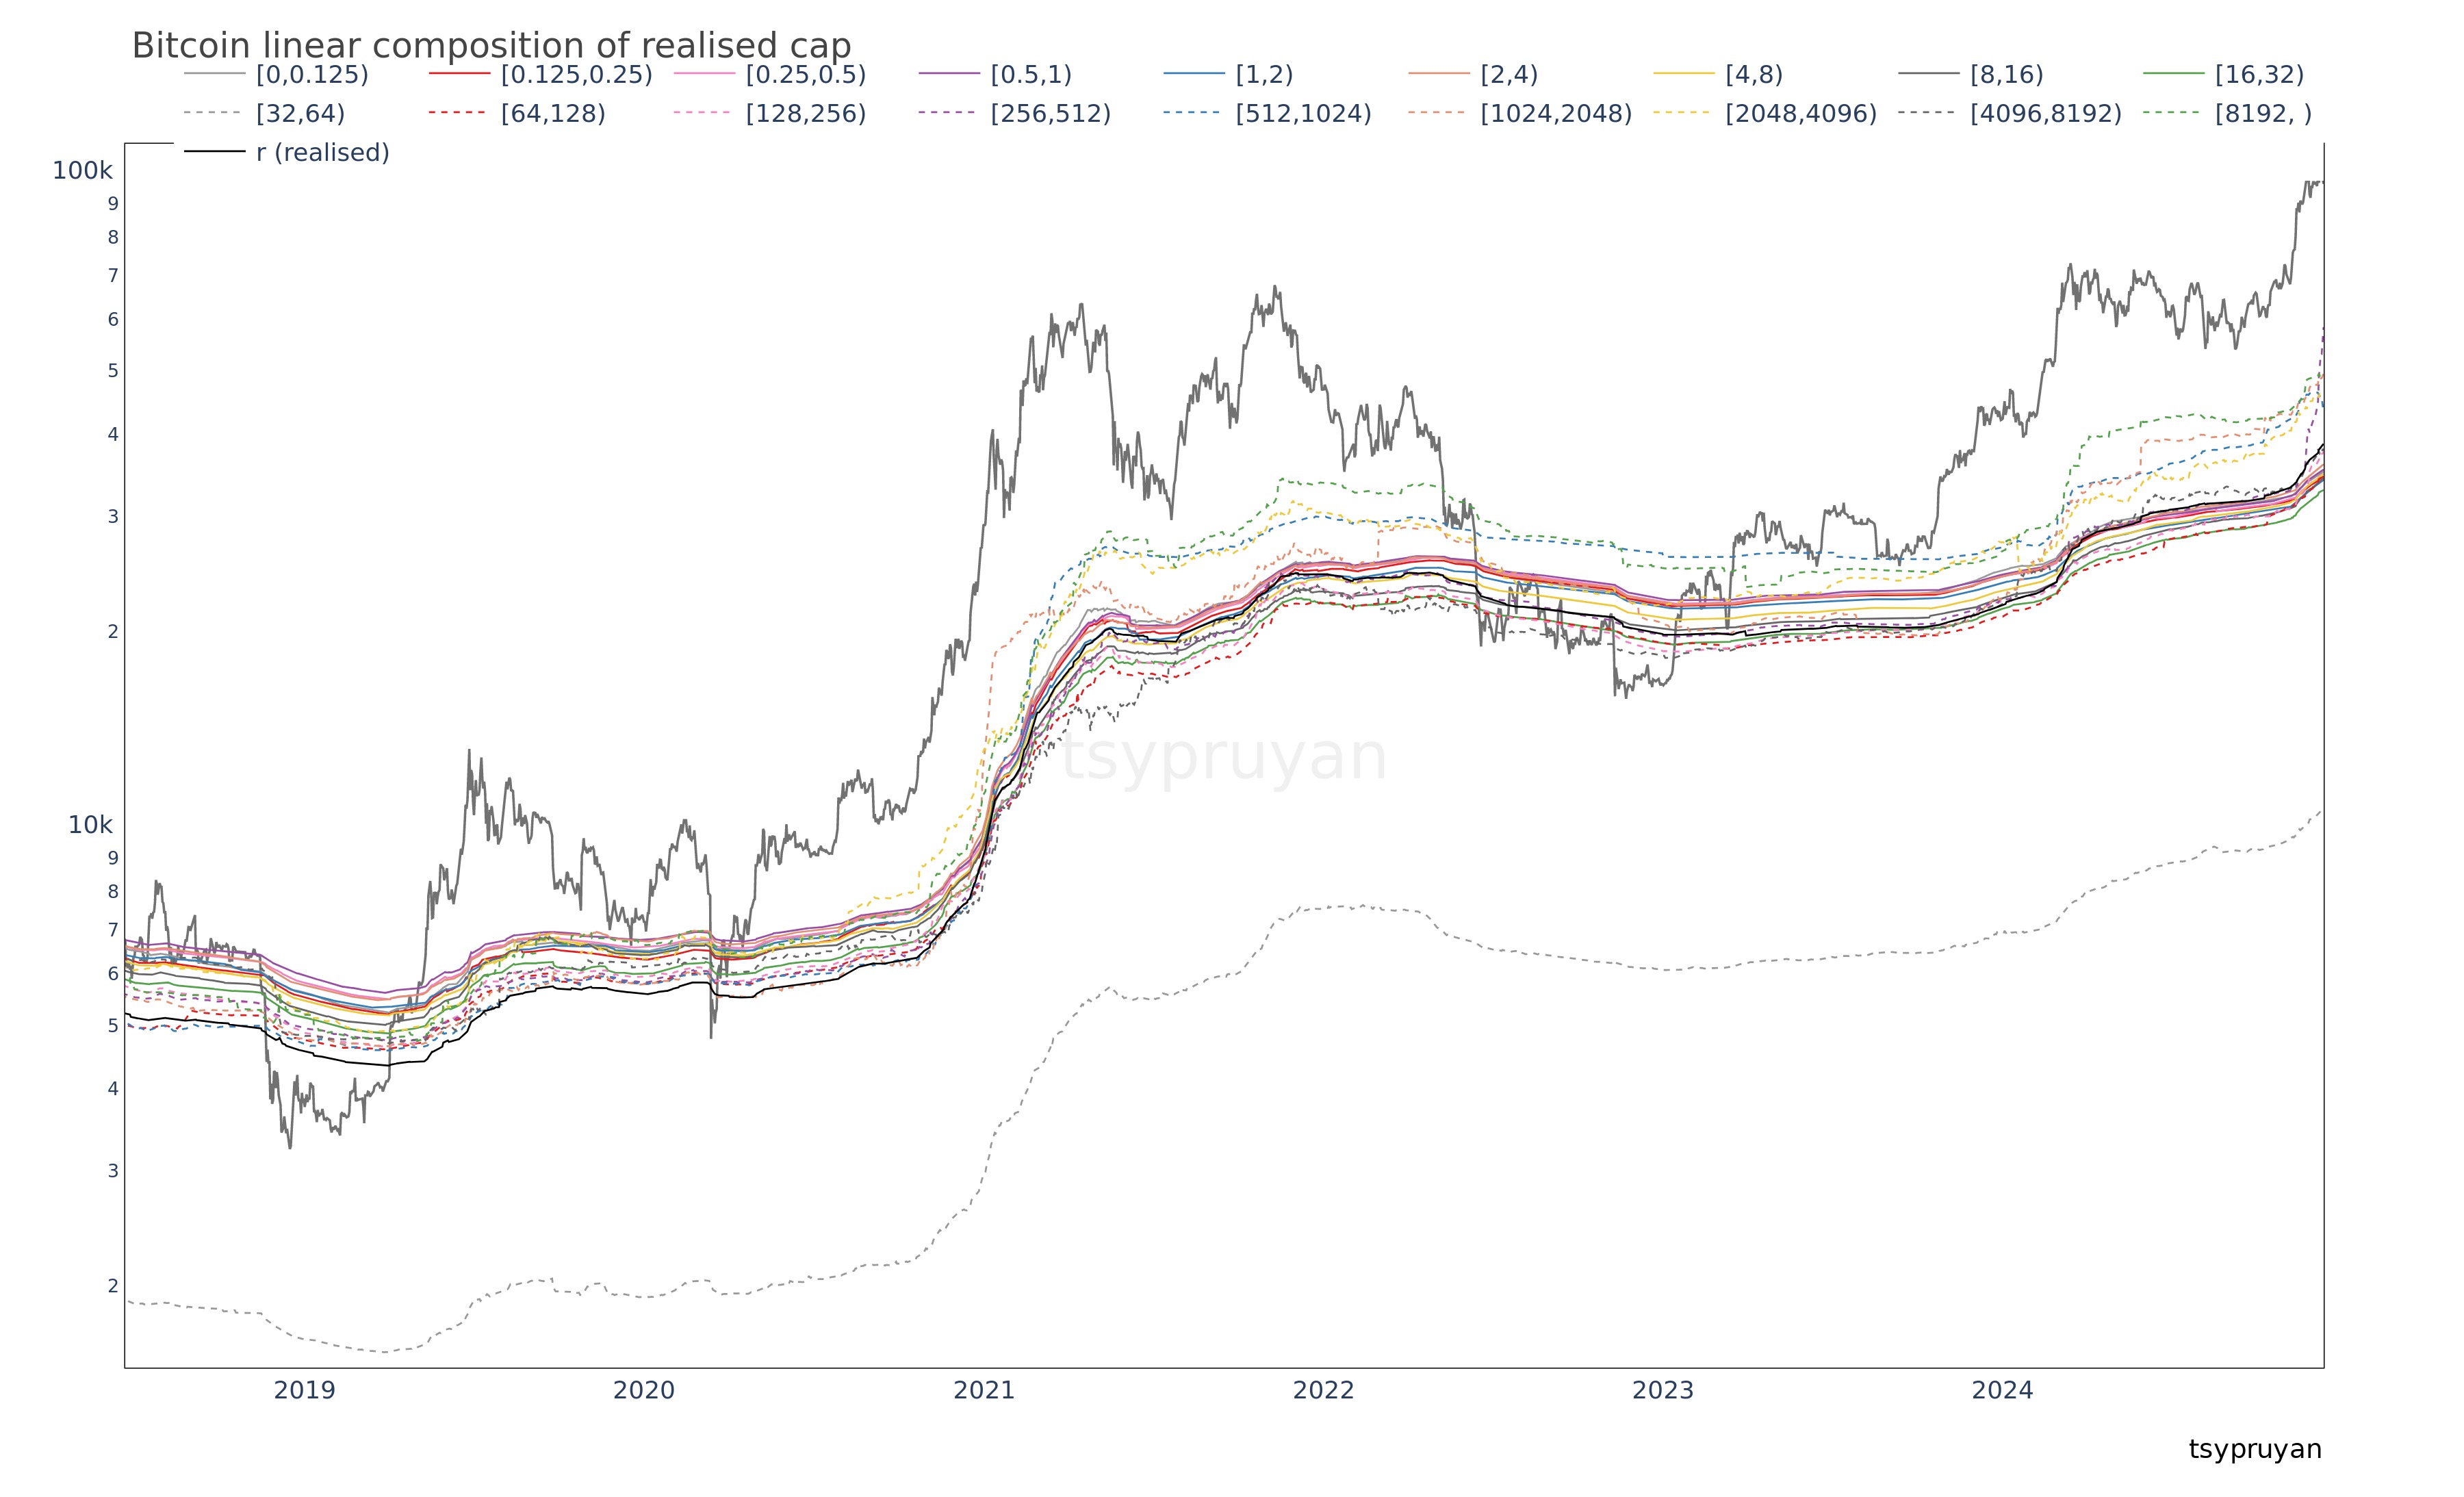 Bitcoin linear composition of realised cap
[0,0.125) [0.125,0.25) [0.25,0.5) [0.5,1) [1,2) [2,4) [4,8) [8,16) [16,32)
[32,64) [64,128) [128,256) [256,512) [512,1024) [1024,2048) [2048,4096) [4096,8192) [8192, )
r (realised)
100k
9
8
7
6
5
4
3
2
tsypruyan
10k
9
8
7
6
5
4
3
2
2019 2020 2021 2022 2023 2024
tsypruyan